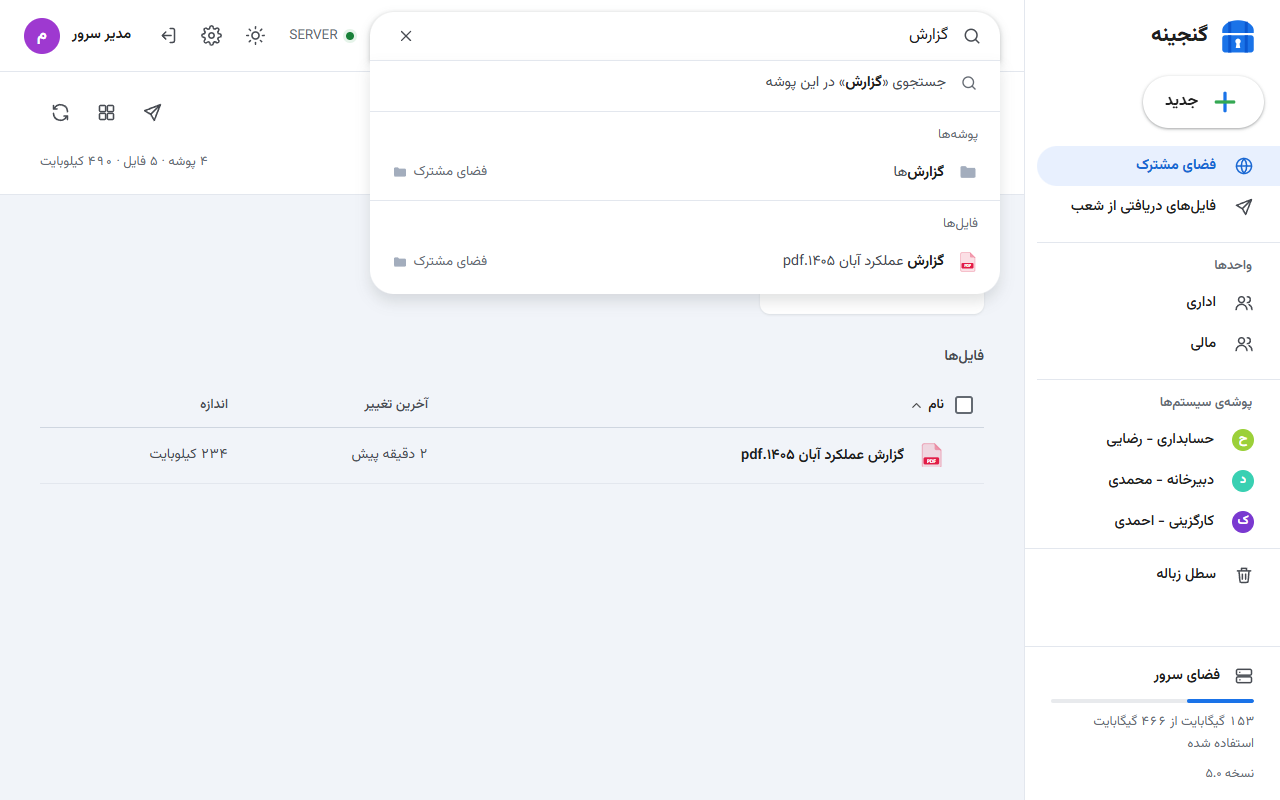 گنجینه
جدید
فضای مشترک
فایل‌های دریافتی از شعب
واحدها
اداری
مالی
پوشه‌ی سیستم‌ها
ح
حسابداری - رضایی
د
دبیرخانه - محمدی
ک
کارگزینی - احمدی
سطل زباله
فضای سرور
۱۵۳ گیگابایت از ۴۶۶ گیگابایت
استفاده شده
نسخه ۵.۰
گزارش
SERVER
مدیر سرور
م
جستجوی «گزارش» در این پوشه
پوشه‌ها
گزارش‌ها
فضای مشترک
فایل‌ها
گزارش عملکرد آبان ۱۴۰۵.pdf
فضای مشترک
۴ پوشه · ۵ فایل · ۴۹۰ کیلوبایت
فایل‌ها
نام
آخرین تغییر
اندازه
PDF
گزارش عملکرد آبان ۱۴۰۵.pdf
۲ دقیقه پیش
۲۳۴ کیلوبایت